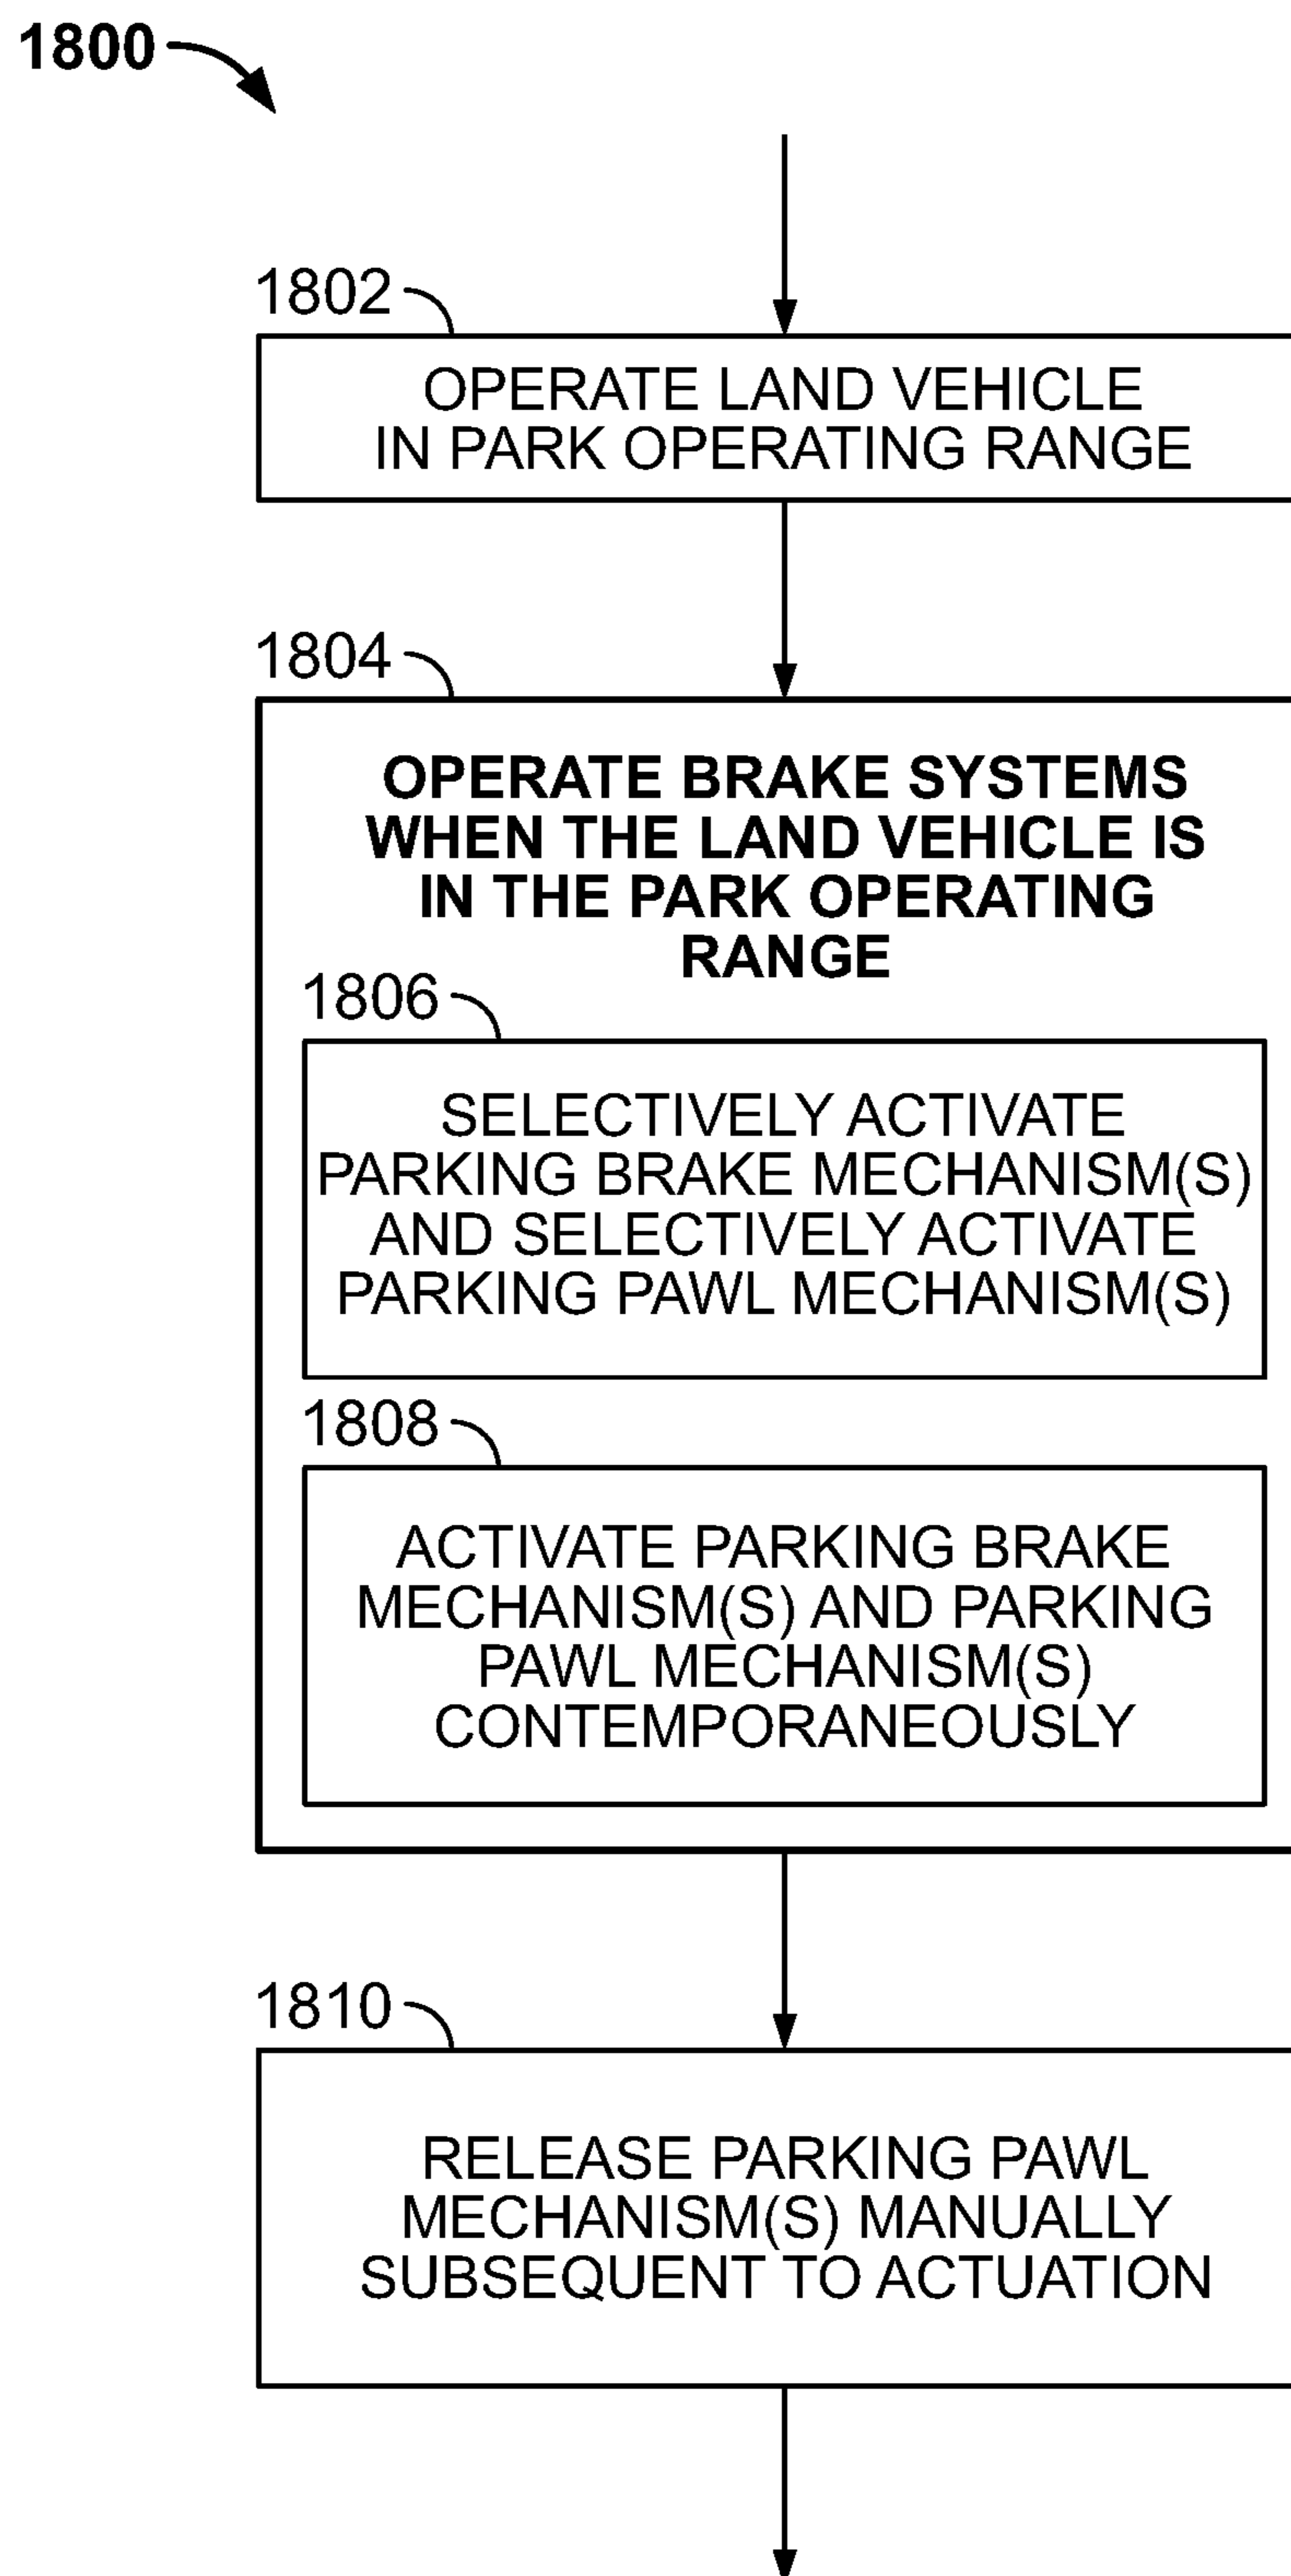 1800
1802
OPERATE LAND VEHICLE
IN PARK OPERATING RANGE
1804
OPERATE BRAKE SYSTEMS
WHEN THE LAND VEHICLE IS
IN THE PARK OPERATING
RANGE
1806
SELECTIVELY ACTIVATE
PARKING BRAKE MECHANISM(S)
AND SELECTIVELY ACTIVATE
PARKING PAWL MECHANISM(S)
1808
ACTIVATE PARKING BRAKE
MECHANISM(S) AND PARKING
PAWL MECHANISM(S)
CONTEMPORANEOUSLY
1810
RELEASE PARKING PAWL
MECHANISM(S) MANUALLY
SUBSEQUENT TO ACTUATION